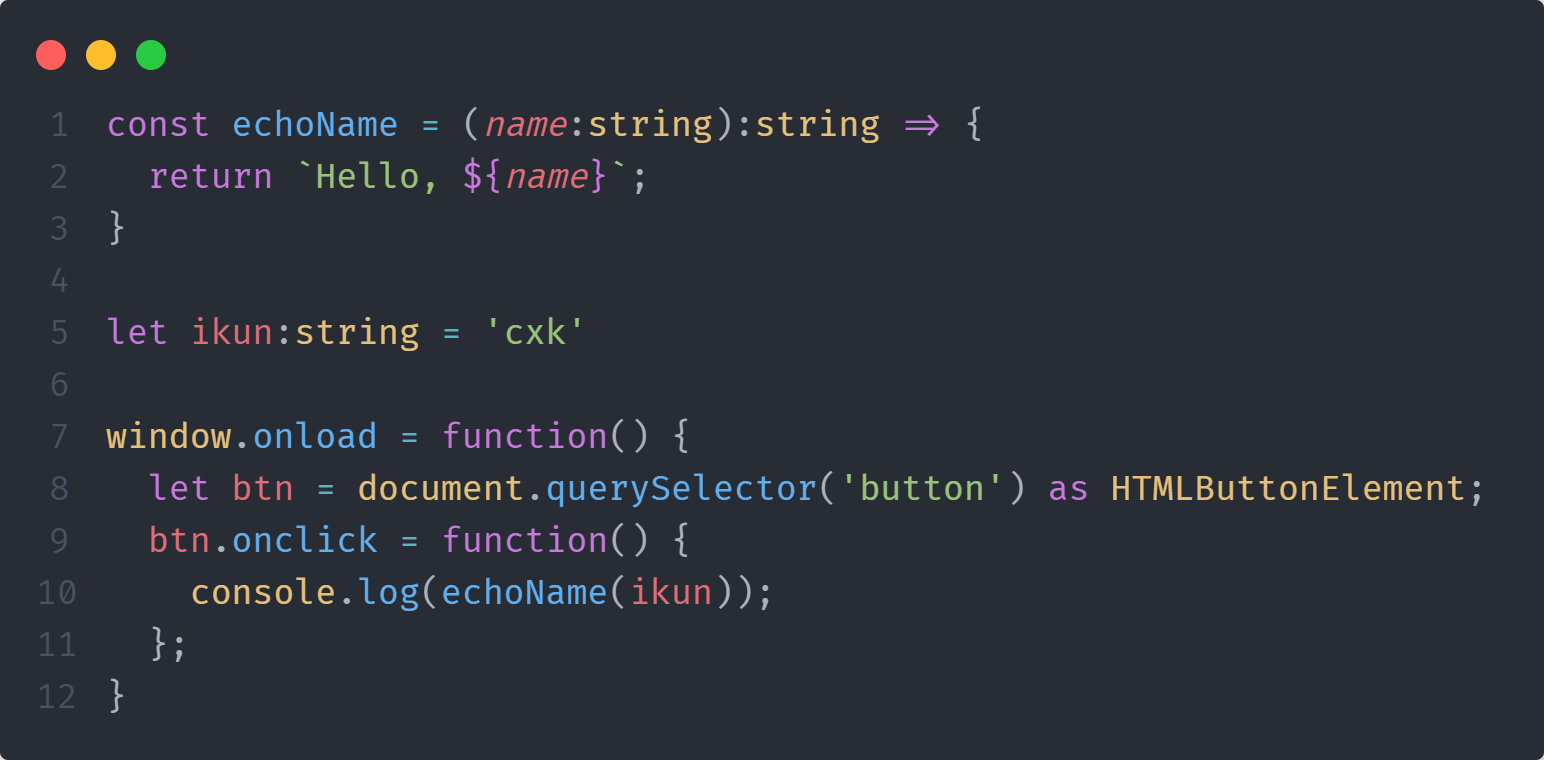 1 const echoName = (name:string):string => {
2   return `Hello, ${name}`;
3 }
4
5 let ikun:string = 'cxk'
6
7 window.onload = function() {
8   let btn = document.querySelector('button') as HTMLButtonElement;
9   btn.onclick = function() {
10     console.log(echoName(ikun));
11   };
12 }